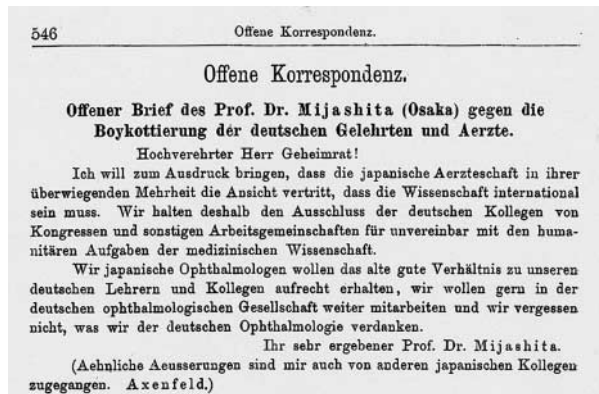 546 Offene Korrespondenz.
Offene Korrespondenz.
Offener Brief des Prof. Dr. Mijashita (Osaka) gegen die
Boykottierung der deutschen Gelehrten und Aerzte.
Hochverehrter Herr Geheimrat!
Ich will zum Ausdruck bringen, dass die japanische Aerzteschaft in ihrer
überwiegenden Mehrheit die Ansicht vertritt, dass die Wissenschaft international
sein muss. Wir halten deshalb den Ausschluss der deutschen Kollegen von
Kongressen und sonstigen Arbeitsgemeinschaften für unvereinbar mit den huma-
nitären Aufgaben der medizinischen Wissenschaft.
Wir japanische Ophthalmologen wollen das alte gute Verhältnis zu unseren
deutschen Lehrern und Kollegen aufrecht erhalten, wir wollen gern in der
deutschen ophthalmologischen Gesellschaft weiter mitarbeiten und wir vergessen
nicht, was wir der deutschen Ophthalmologie verdanken.
Ihr sehr ergebener Prof. Dr. Mijashita.
(Aehnliche Aeusserungen sind mir auch von anderen japanischen Kollegen
zugegangen. Axenfeld.)